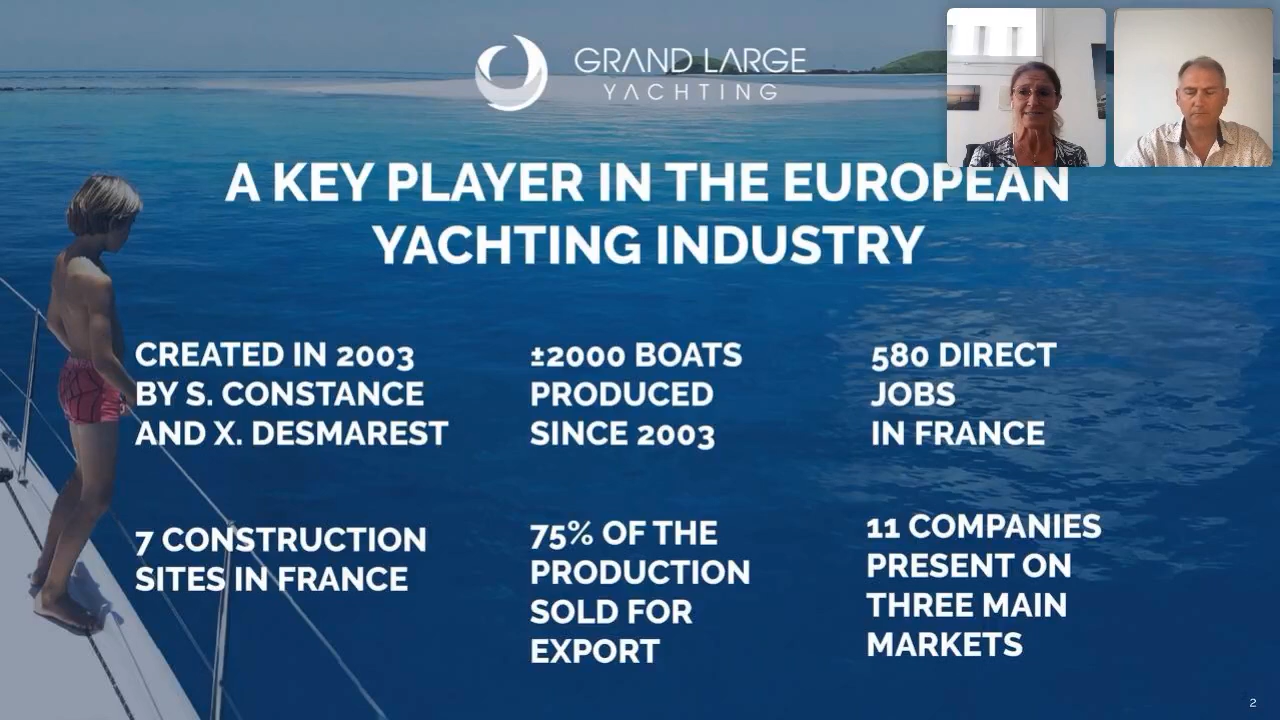 GRAND LARGE
YACHTING
A KEY PLAYER IN THE EUROPEAN
YACHTING INDUSTRY
CREATED IN 2003
BY S. CONSTANCE
AND X. DESMAREST
±2000 BOATS
PRODUCED
SINCE 2003
580 DIRECT
JOBS
IN FRANCE
7 CONSTRUCTION
SITES IN FRANCE
75% OF THE
PRODUCTION
SOLD FOR
EXPORT
11 COMPANIES
PRESENT ON
THREE MAIN
MARKETS
2